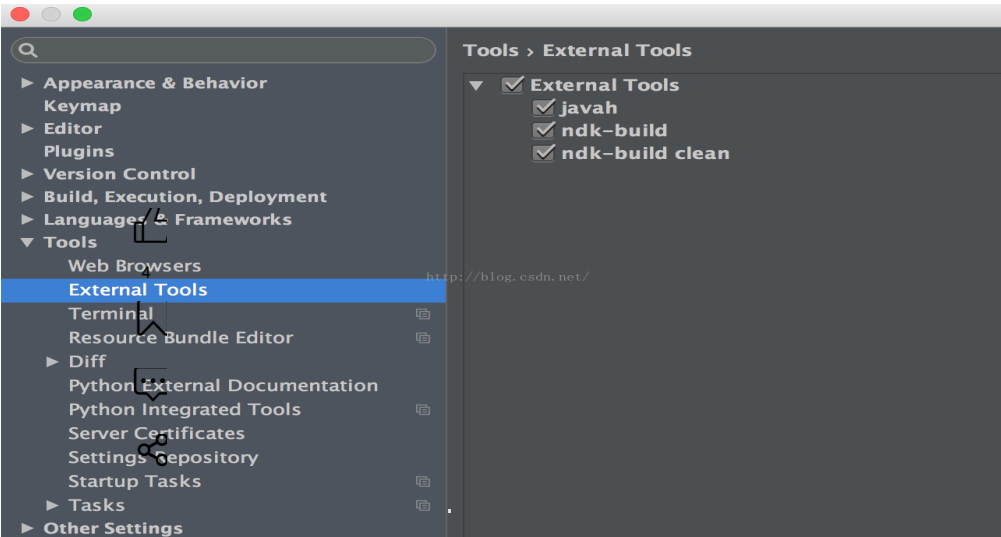 Appearance & Behavior
Keymap
Editor
Plugins
Version Control
Build, Execution, Deployment
Languages & Frameworks
Tools
Web Browsers
4
External Tools
Terminal
Resource Bundle Editor
Diff
Python External Documentation
Python Integrated Tools
Server Certificates
Settings Repository
Startup Tasks
Tasks
Other Settings
Tools › External Tools
External Tools
javah
ndk-build
ndk-build clean
http://blog.csdn.net/